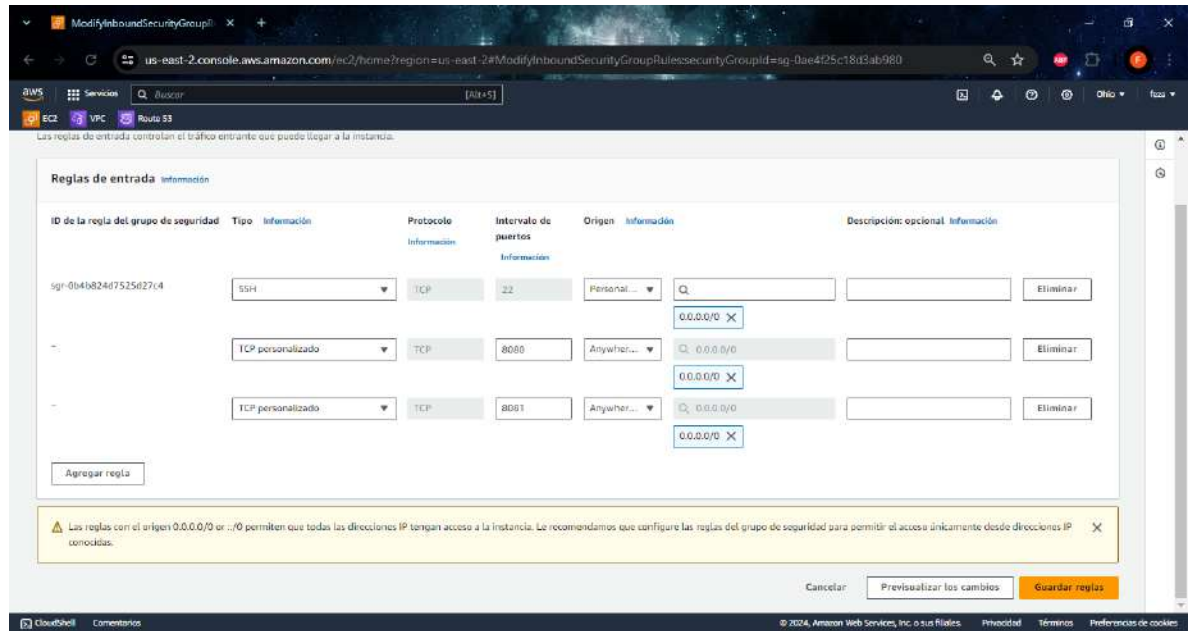 ModifyInboundSecurityGroupR
us-east-2.console.aws.amazon.com/ec2/home?region=us-east-2#ModifyInboundSecurityGroupRules:securityGroupId=sg-0ae4f25c18d3ab980
ABP
F
aws
Servicios
Buscar
[Alt+S]
Ohio
EC2
VPC
Route 53
Las reglas de entrada controlan el tráfico entrante que puede llegar a la instancia.
Reglas de entrada Información
ID de la regla del grupo de seguridad Tipo Información Protocolo Información Intervalo de puertos Información Origen Información Descripción: opcional Información
sgr-0b4b824d7525d27c4 SSH TCP 22 Personal... Eliminar
0.0.0.0/0
– TCP personalizado TCP 8080 Anywher... 0.0.0.0/0 Eliminar
0.0.0.0/0
– TCP personalizado TCP 8081 Anywher... 0.0.0.0/0 Eliminar
0.0.0.0/0
Agregar regla
Las reglas con el origen 0.0.0.0/0 or ::/0 permiten que todas las direcciones IP tengan acceso a la instancia. Le recomendamos que configure las reglas del grupo de seguridad para permitir el acceso únicamente desde direcciones IP
conocidas.
Cancelar Previsualizar los cambios Guardar reglas
CloudShell Comentarios © 2024, Amazon Web Services, Inc. o sus filiales. Privacidad Términos Preferencias de cookies